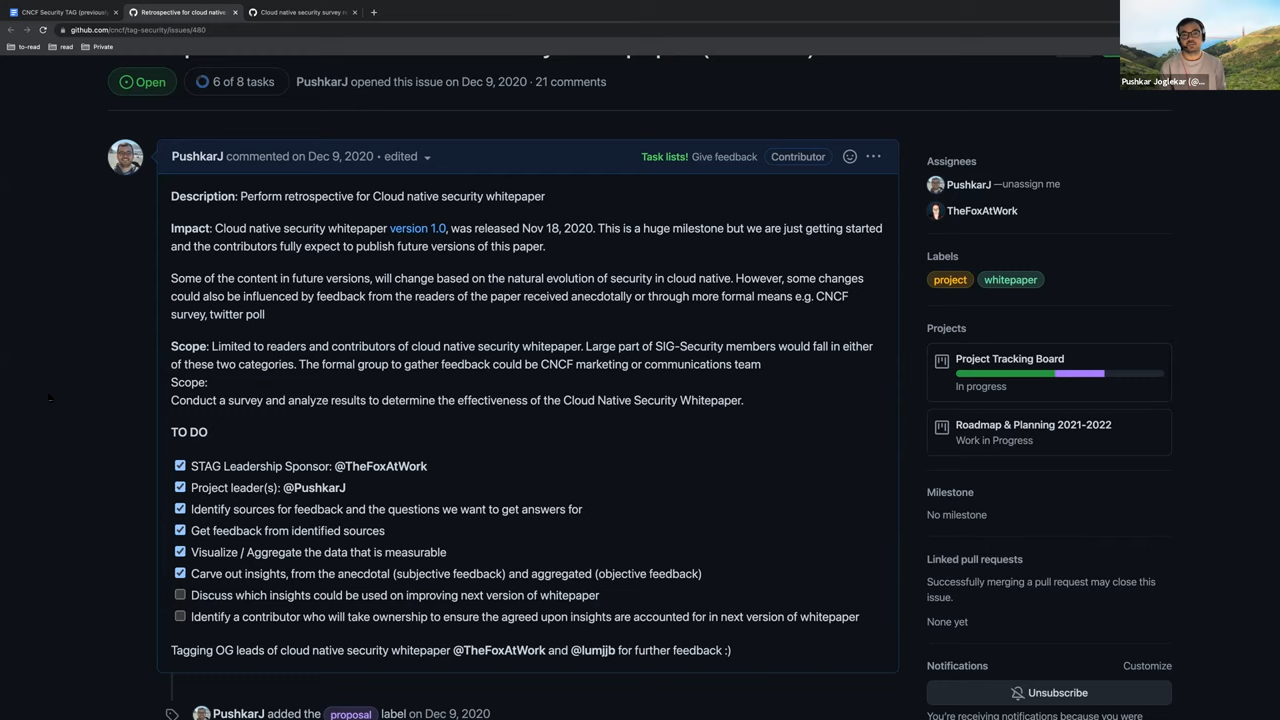 CNCF Security TAG (previously
Retrospective for cloud native
Cloud native security survey r
github.com/cncf/tag-security/issues/480
to-read
read
Private
Pushkar Joglekar (@...
Open
6 of 8 tasks
PushkarJ opened this issue on Dec 9, 2020 · 21 comments
PushkarJ commented on Dec 9, 2020 • edited
Task lists! Give feedback
Contributor
Description: Perform retrospective for Cloud native security whitepaper
Impact: Cloud native security whitepaper version 1.0, was released Nov 18, 2020. This is a huge milestone but we are just getting started
and the contributors fully expect to publish future versions of this paper.
Some of the content in future versions, will change based on the natural evolution of security in cloud native. However, some changes
could also be influenced by feedback from the readers of the paper received anecdotally or through more formal means e.g. CNCF
survey, twitter poll
Scope: Limited to readers and contributors of cloud native security whitepaper. Large part of SIG-Security members would fall in either
of these two categories. The formal group to gather feedback could be CNCF marketing or communications team
Scope:
Conduct a survey and analyze results to determine the effectiveness of the Cloud Native Security Whitepaper.
TO DO
STAG Leadership Sponsor: @TheFoxAtWork
Project leader(s): @PushkarJ
Identify sources for feedback and the questions we want to get answers for
Get feedback from identified sources
Visualize / Aggregate the data that is measurable
Carve out insights, from the anecdotal (subjective feedback) and aggregated (objective feedback)
Discuss which insights could be used on improving next version of whitepaper
Identify a contributor who will take ownership to ensure the agreed upon insights are accounted for in next version of whitepaper
Tagging OG leads of cloud native security whitepaper @TheFoxAtWork and @lumjjb for further feedback :)
PushkarJ added the proposal label on Dec 9, 2020
Assignees
PushkarJ —unassign me
TheFoxAtWork
Labels
project
whitepaper
Projects
Project Tracking Board
In progress
Roadmap & Planning 2021-2022
Work in Progress
Milestone
No milestone
Linked pull requests
Successfully merging a pull request may close this
issue.
None yet
Notifications
Customize
Unsubscribe
You're receiving notifications because you were